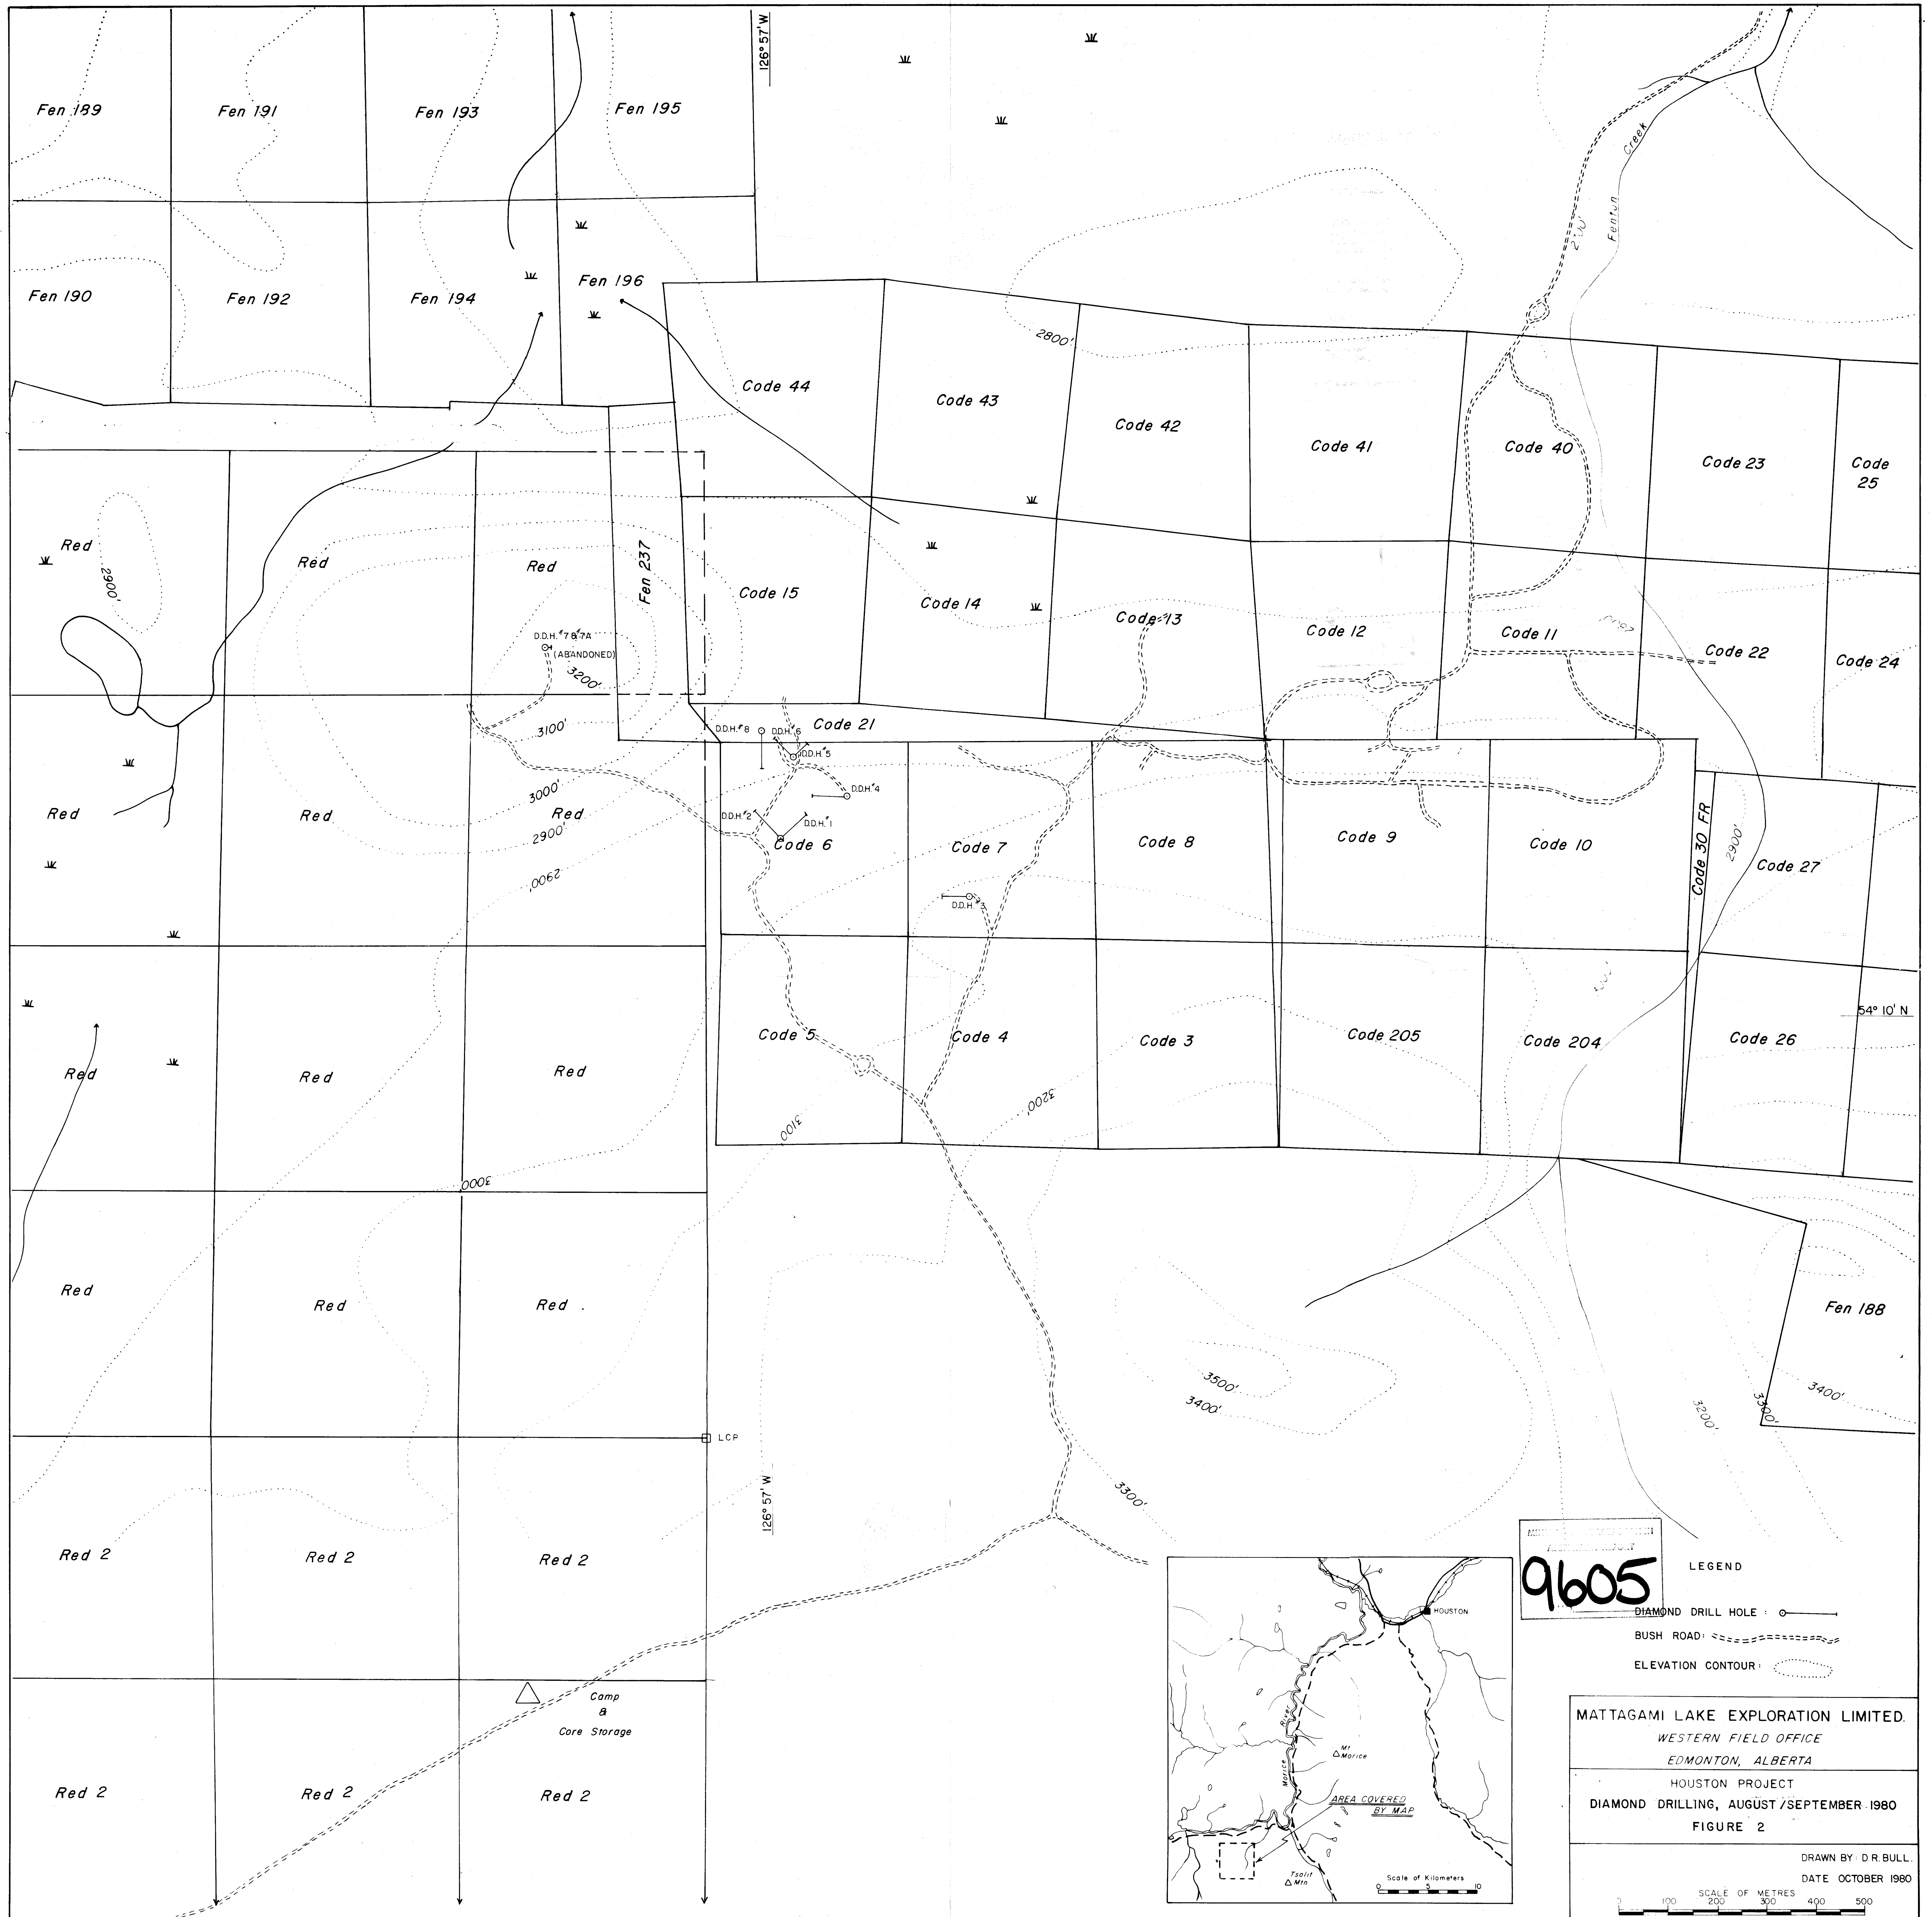 126° 57' W
Fen 189
Fen 191
Fen 193
Fen 195
Creek
Fenton
Fen 190
Fen 192
Fen 194
Fen 196
2800'
Code 44
Code 43
Code 42
Code 41
Code 40
Code 23
Code
25
Red
2900'
Red
Red
Fen 237
Code 15
Code 14
Code 13
Code 12
Code 11
Code 22
Code 24
D.D.H. #7 & #7A
(ABANDONED)
3200'
3100'
3000'
2900'
2900'
D.D.H. #8
D.D.H. #6
Code 21
D.D.H. #5
D.D.H. #4
D.D.H. #2
D.D.H. #1
Red
Red
Red
Code 6
Code 7
Code 8
Code 9
Code 10
Code 30 FR
2900'
Code 27
D.D.H. #3
54° 10' N
Red
Red
Red
Code 5
Code 4
Code 3
Code 205
Code 204
Code 26
3100'
3200'
3000'
Red
Red
Red
Fen 188
3500'
3400'
3200'
3300'
3400'
LCP
126° 57' W
3300'
Red 2
Red 2
Red 2
Camp
&
Core Storage
Red 2
Red 2
Red 2
HOUSTON
River
Morice
Mt
Morice
AREA COVERED
BY MAP
Tsalit
Mtn
Scale of Kilometers
0 5 10
9605
LEGEND
DIAMOND DRILL HOLE :
BUSH ROAD:
ELEVATION CONTOUR:
MATTAGAMI LAKE EXPLORATION LIMITED.
WESTERN FIELD OFFICE
EDMONTON, ALBERTA
HOUSTON PROJECT
DIAMOND DRILLING, AUGUST/SEPTEMBER 1980
FIGURE 2
DRAWN BY: D.R. BULL.
DATE OCTOBER 1980
SCALE OF METRES
0 100 200 300 400 500